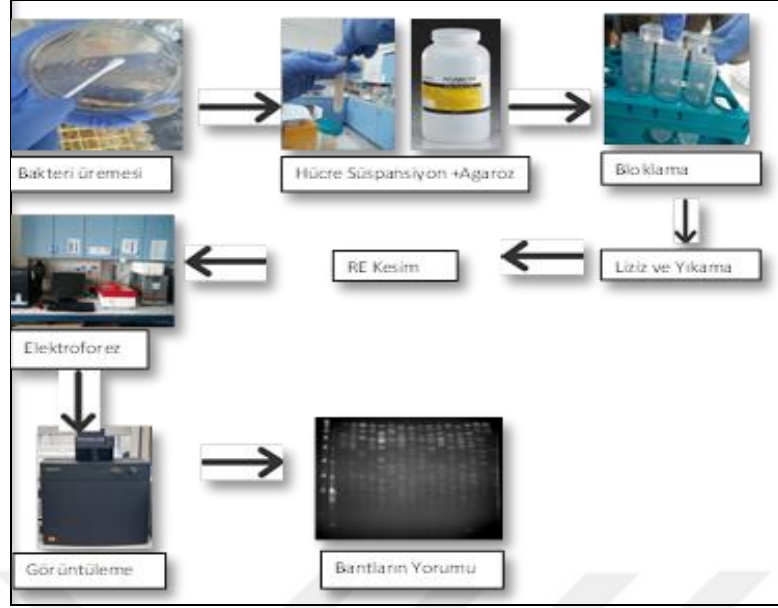 Bakteri üremesi
Hücre Süspansiyon +Agaroz
Bloklama
Liziz ve Yıkama
RE Kesim
Elektroforez
Görüntüleme
Bantların Yorumu